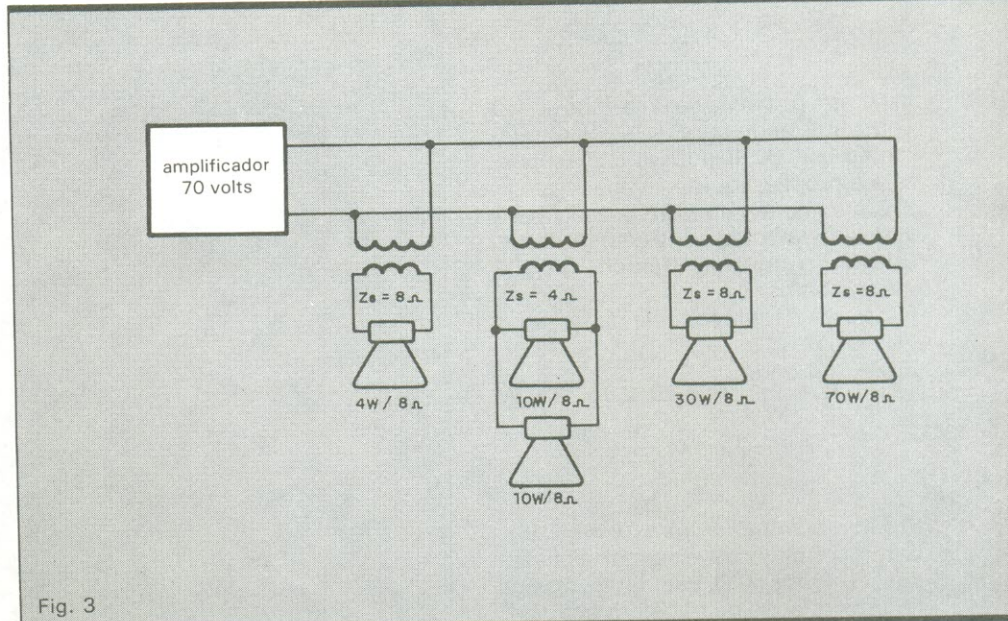 amplificador
70 volts
Zs = 8Ω
Zs = 4Ω
Zs = 8Ω
Zs = 8Ω
4W / 8Ω
10W/8Ω
30W/8Ω
70W/8Ω
10W/8Ω
Fig. 3